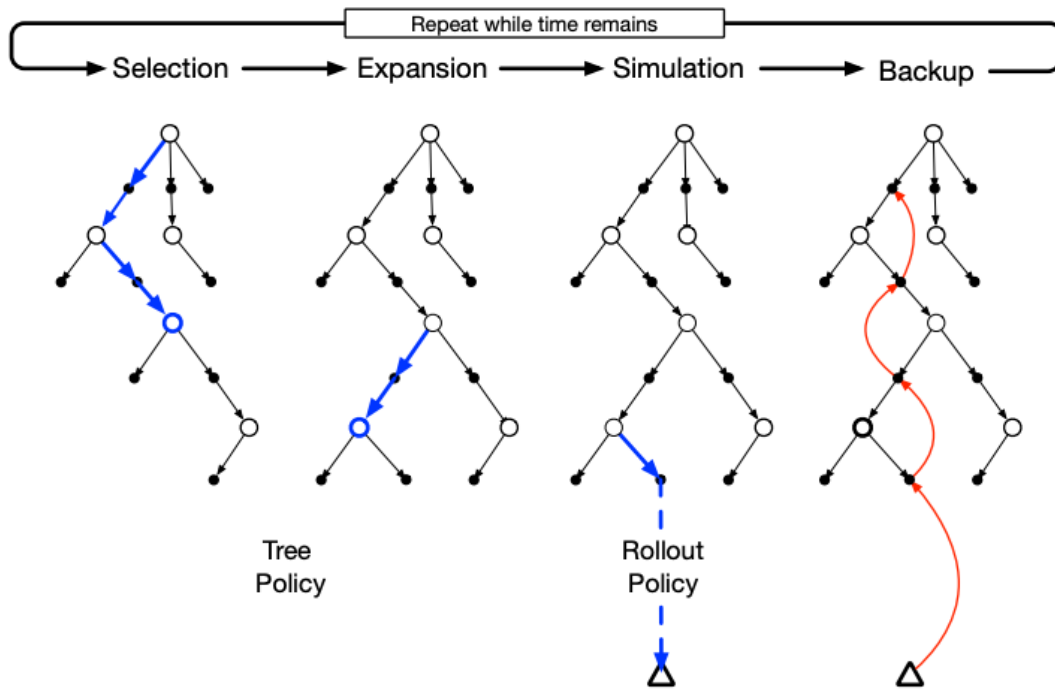 Repeat while time remains
Selection
Expansion
Simulation
Backup
Tree
Policy
Rollout
Policy